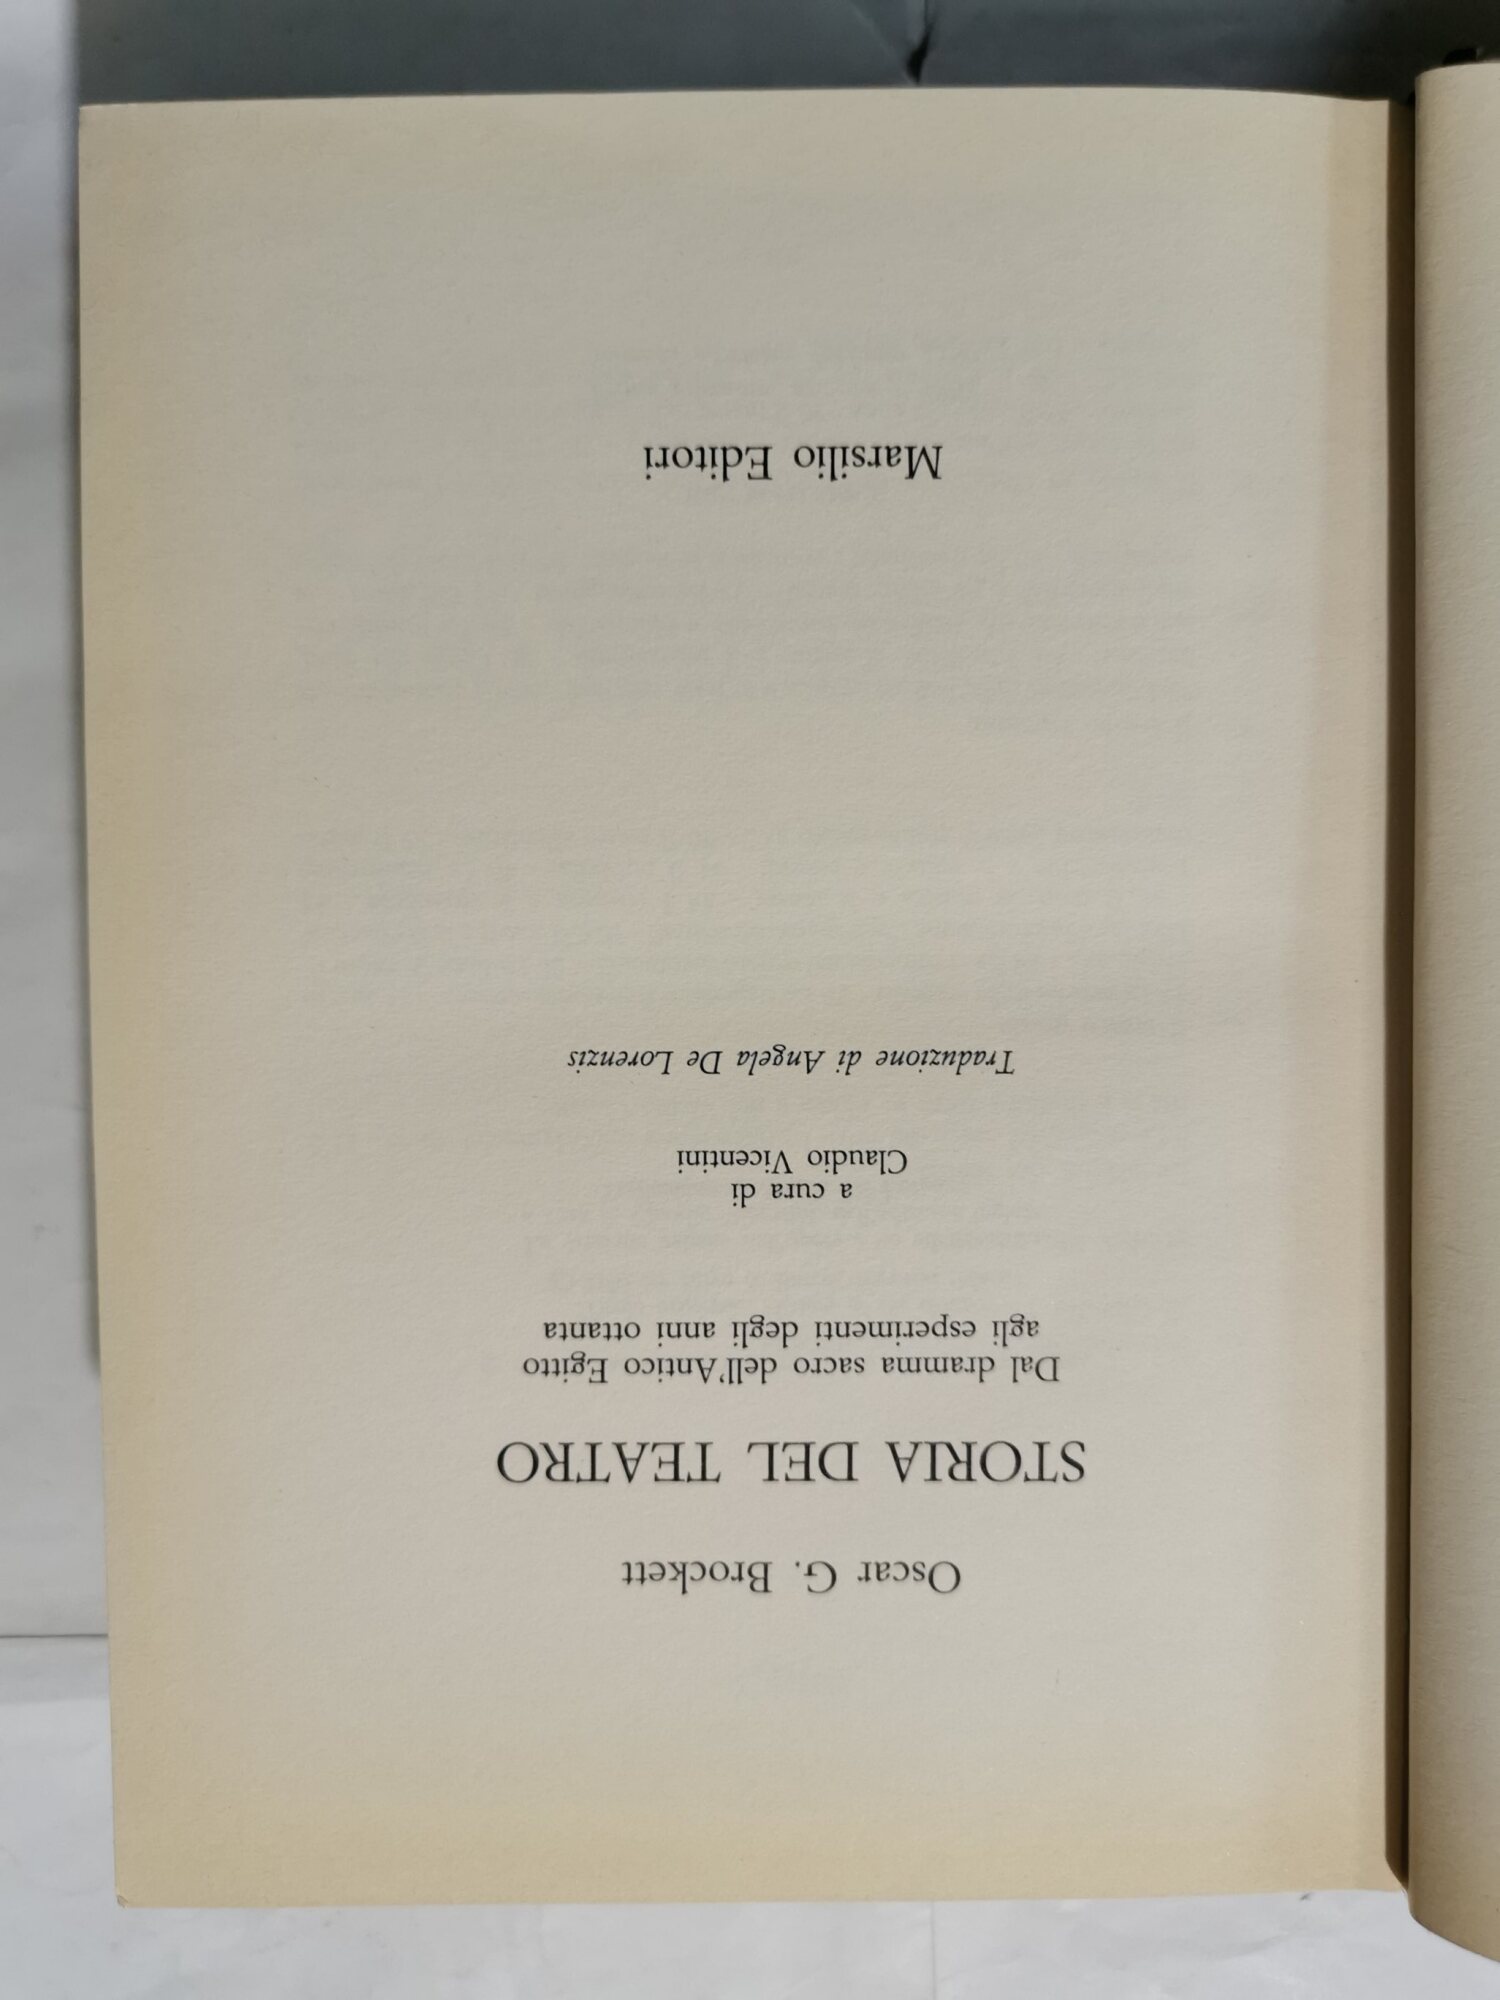 Oscar G. Brockett
STORIA DEL TEATRO
Dal dramma sacro dell'Antico Egitto
agli esperimenti degli anni ottanta
a cura di
Claudio Vicentini
Traduzione di Angela De Lorenzis
Marsilio Editori